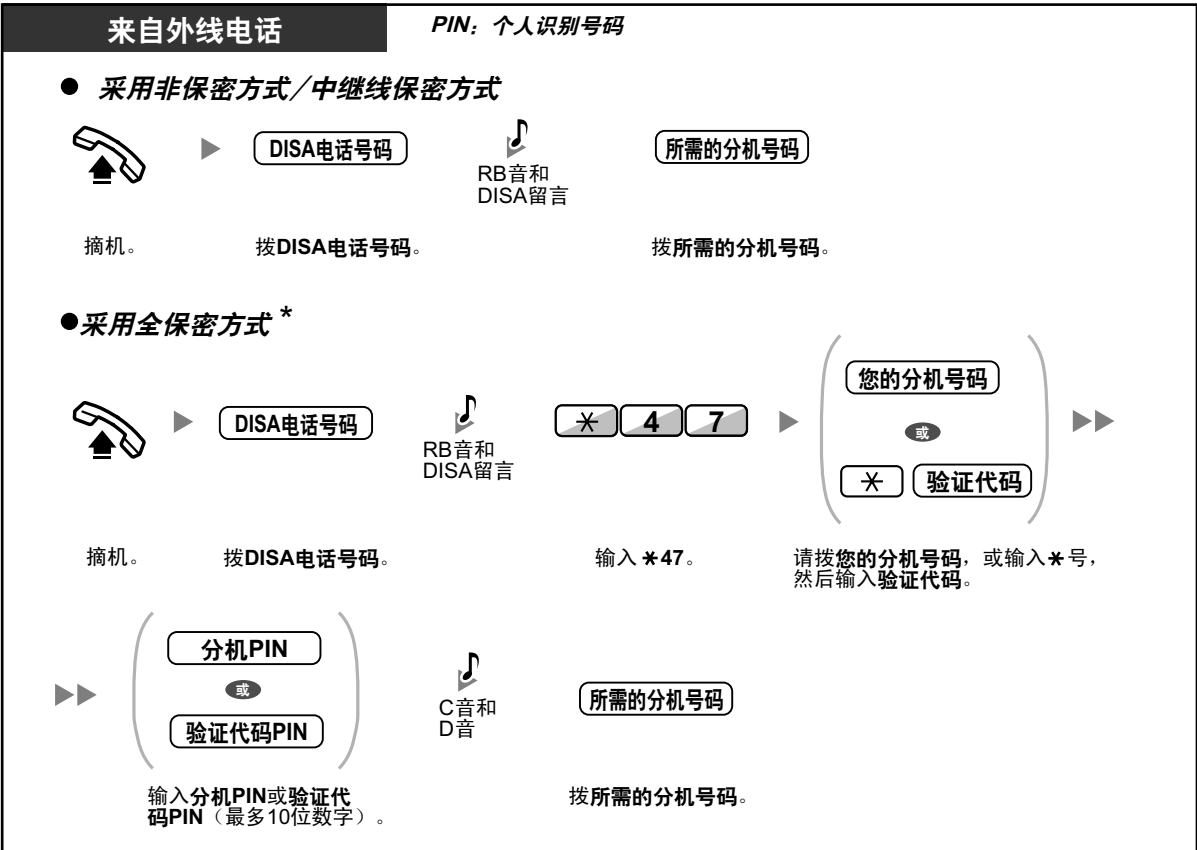 来自外线电话
PIN：个人识别号码
● 采用非保密方式／中继线保密方式
DISA电话号码
RB音和
DISA留言
所需的分机号码
摘机。
拨DISA电话号码。
拨所需的分机号码。
●采用全保密方式*
DISA电话号码
RB音和
DISA留言
＊ 4 7
您的分机号码
或
＊ 验证代码
摘机。
拨DISA电话号码。
输入＊47。
请拨您的分机号码，或输入＊号，
然后输入验证代码。
分机PIN
或
验证代码PIN
C音和
D音
所需的分机号码
输入分机PIN或验证代
码PIN（最多10位数字）。
拨所需的分机号码。